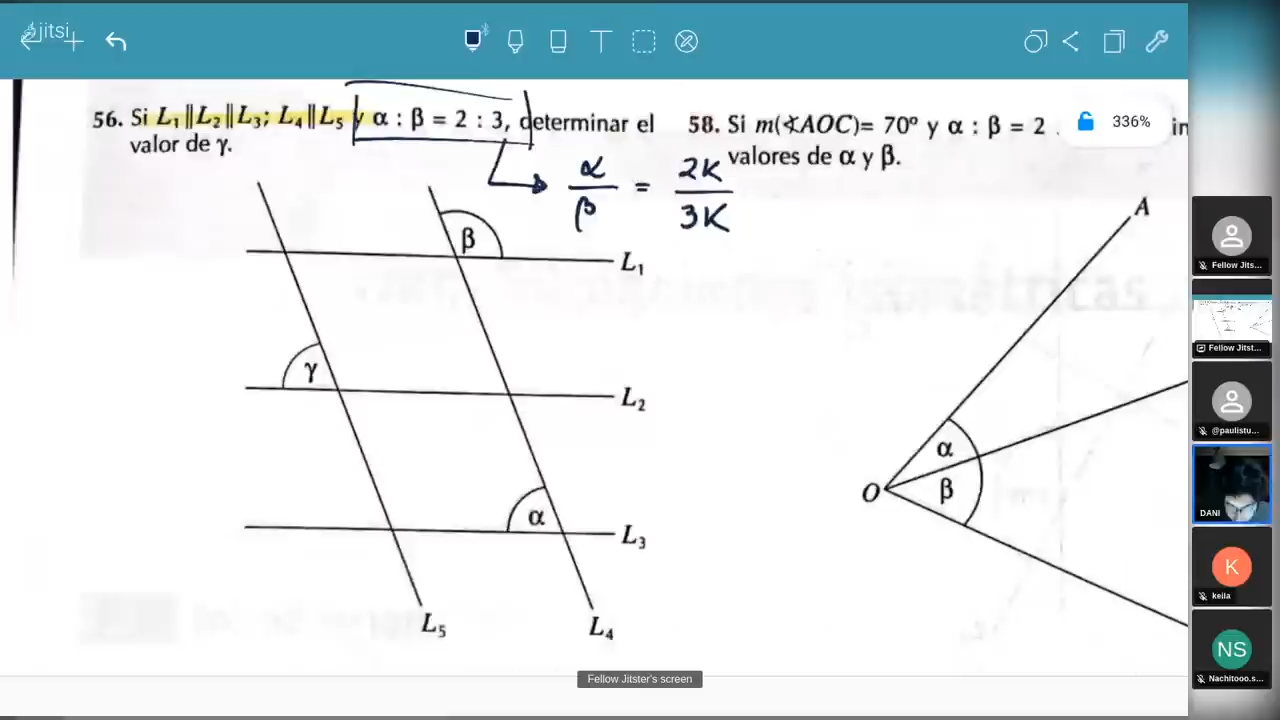 jitsi
T
56. Si L₁∥L₂∥L₃; L₄∥L₅ y α : β = 2 : 3, determinar el
valor de γ.
α/β = 2K/3K
β
L₁
γ
L₂
α
L₃
L₅
L₄
58. Si m(∢AOC)= 70º y α : β = 2
valores de α y β.
336%
A
α
O
β
Fellow Jitster's screen
Fellow Jits...
Fellow Jitst...
@paulistu...
DANI
K
keila
NS
Nachitooo.s...